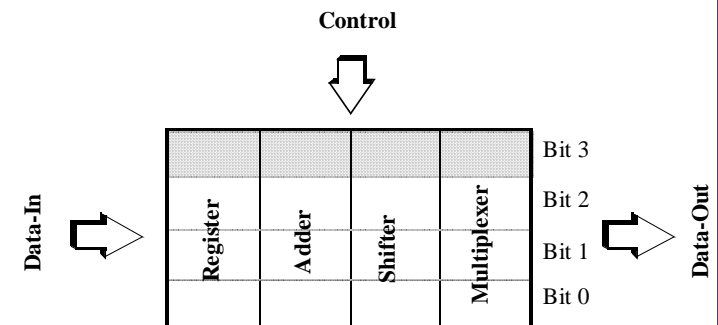 Control
Data-In
Register
Adder
Shifter
Multiplexer
Bit 3
Bit 2
Bit 1
Bit 0
Data-Out